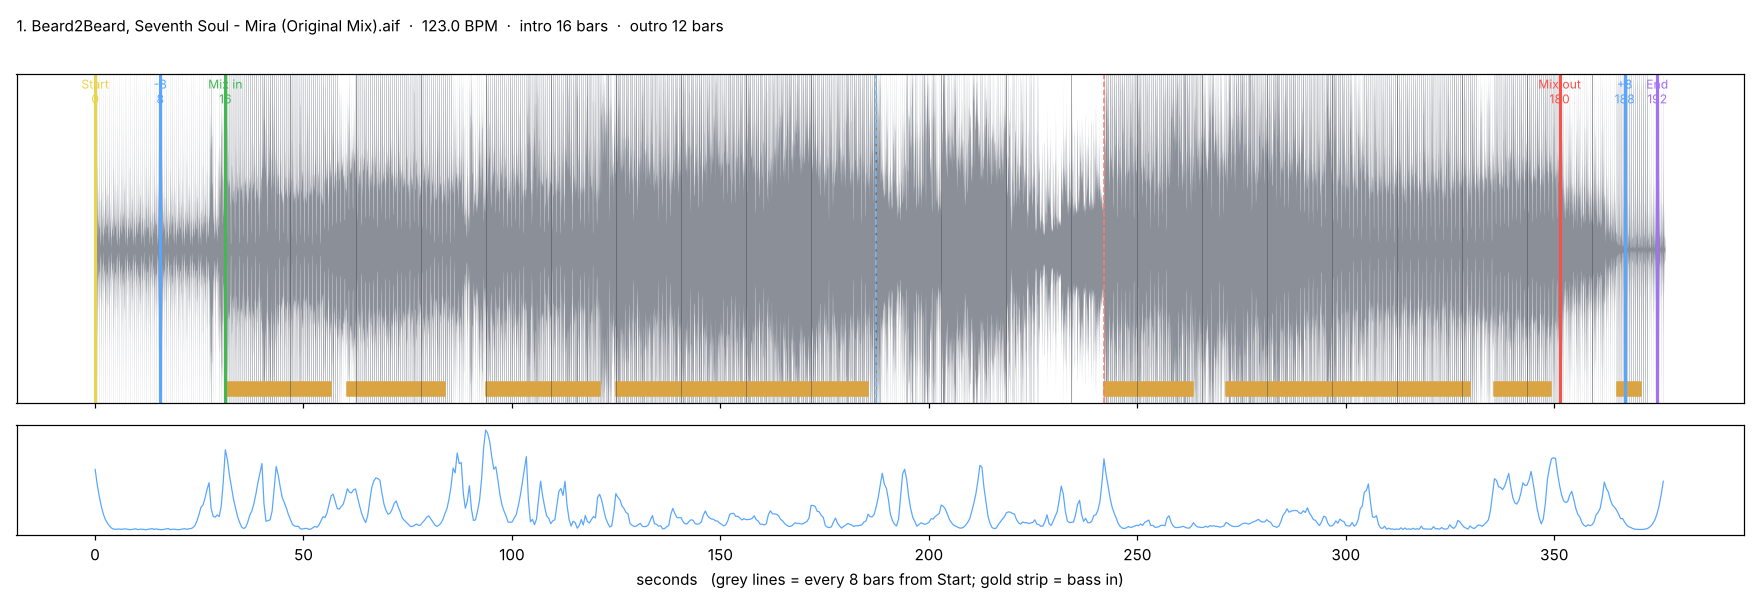 1. Beard2Beard, Seventh Soul - Mira (Original Mix).aif · 123.0 BPM · intro 16 bars · outro 12 bars
Start -8 Mix in Mix out +8 End
0 8 16 180 188 192
0 50 100 150 200 250 300 350
seconds (grey lines = every 8 bars from Start; gold strip = bass in)